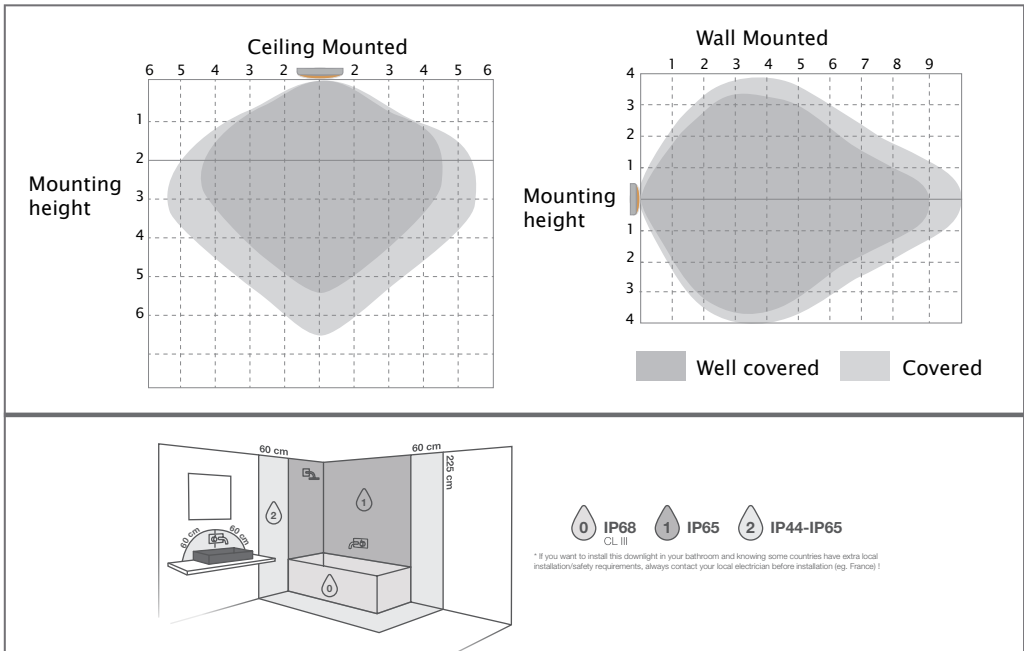 Ceiling Mounted
6 5 4 3 2 2 3 4 5 6
1
2
3
4
5
6
Mounting
height
Wall Mounted
1 2 3 4 5 6 7 8 9
4
3
2
1
1
2
3
4
Mounting
height
Well covered
Covered
60 cm
60 cm
225 cm
2
1
0
60 cm
60 cm
0 IP68
CL III
1 IP65
2 IP44-IP65
* If you want to install this downlight in your bathroom and knowing some countries have extra local
installation/safety requirements, always contact your local electrician before installation (eg. France) !